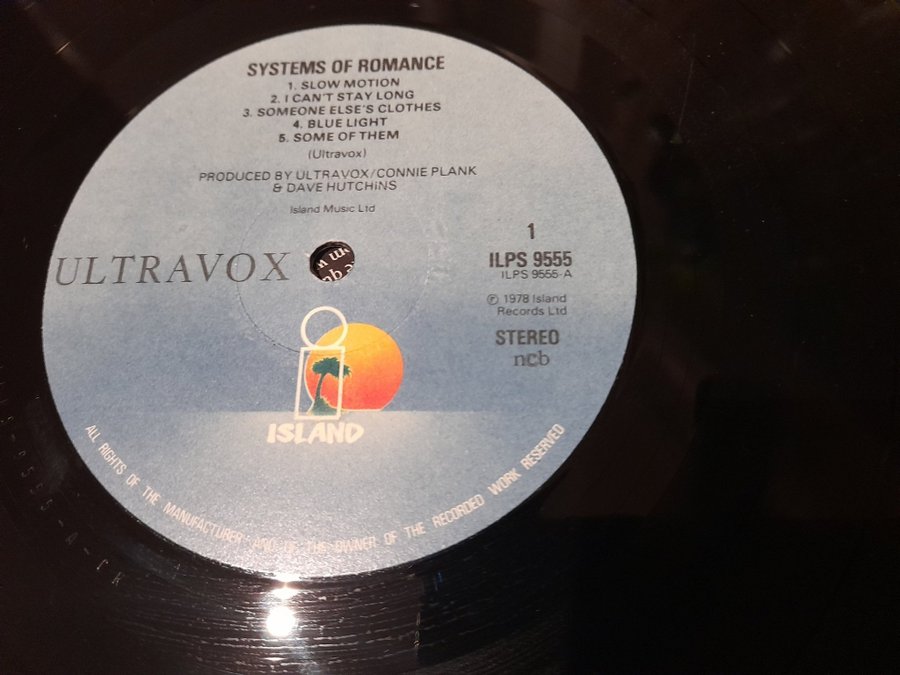 SYSTEMS OF ROMANCE
1. SLOW MOTION
2. I CAN'T STAY LONG
3. SOMEONE ELSE'S CLOTHES
4. BLUE LIGHT
5. SOME OF THEM
(Ultravox)
PRODUCED BY ULTRAVOX/CONNIE PLANK
& DAVE HUTCHINS
Island Music Ltd
ULTRAVOX
1
ILPS 9555
ILPS 9555-A
Ⓟ 1978 Island
Records Ltd
STEREO
ncb
ISLAND
ALL RIGHTS OF THE MANUFACTURER AND OF THE OWNER OF THE RECORDED WORK RESERVED